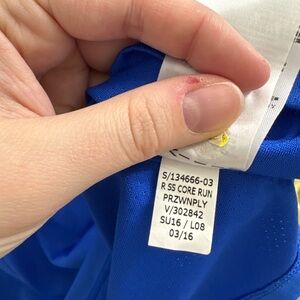 S/134666-03
R SS CORE RUN
PRZWNPLY
V/302842
SU16 / L08
03/16